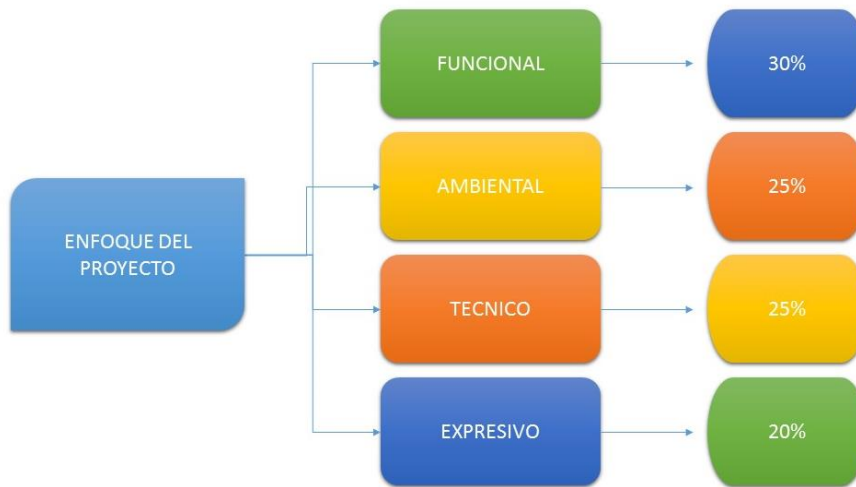 ENFOQUE DEL
PROYECTO
FUNCIONAL
30%
AMBIENTAL
25%
TECNICO
25%
EXPRESIVO
20%